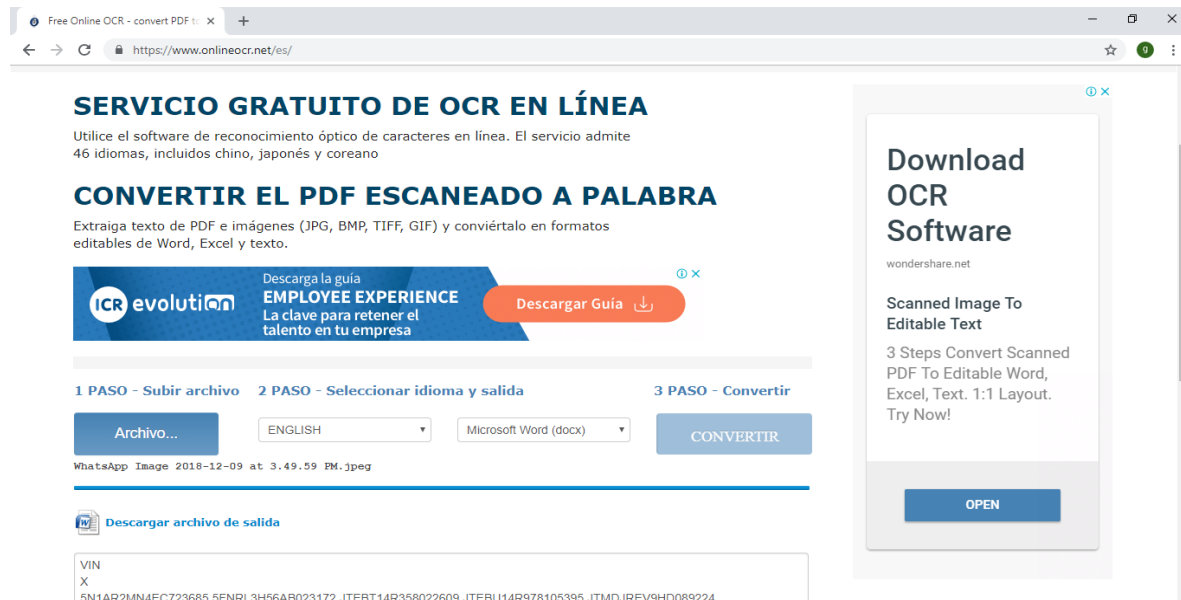 Free Online OCR - convert PDF to
https://www.onlineocr.net/es/
g
SERVICIO GRATUITO DE OCR EN LÍNEA
Utilice el software de reconocimiento óptico de caracteres en línea. El servicio admite
46 idiomas, incluidos chino, japonés y coreano
CONVERTIR EL PDF ESCANEADO A PALABRA
Extraiga texto de PDF e imágenes (JPG, BMP, TIFF, GIF) y conviértalo en formatos
editables de Word, Excel y texto.
ICR evolution
Descarga la guía
EMPLOYEE EXPERIENCE
La clave para retener el
talento en tu empresa
Descargar Guía
1 PASO - Subir archivo
2 PASO - Seleccionar idioma y salida
3 PASO - Convertir
Archivo...
ENGLISH
Microsoft Word (docx)
CONVERTIR
WhatsApp Image 2018-12-09 at 3.49.59 PM.jpeg
Descargar archivo de salida
VIN
X
5N1AR2MN4EC723685 5FNRL3H56AB023172 JTEBT14R358022609 JTEBU14R978105395 JTMDJREV9HD089224
Download
OCR
Software
wondershare.net
Scanned Image To
Editable Text
3 Steps Convert Scanned
PDF To Editable Word,
Excel, Text. 1:1 Layout.
Try Now!
OPEN